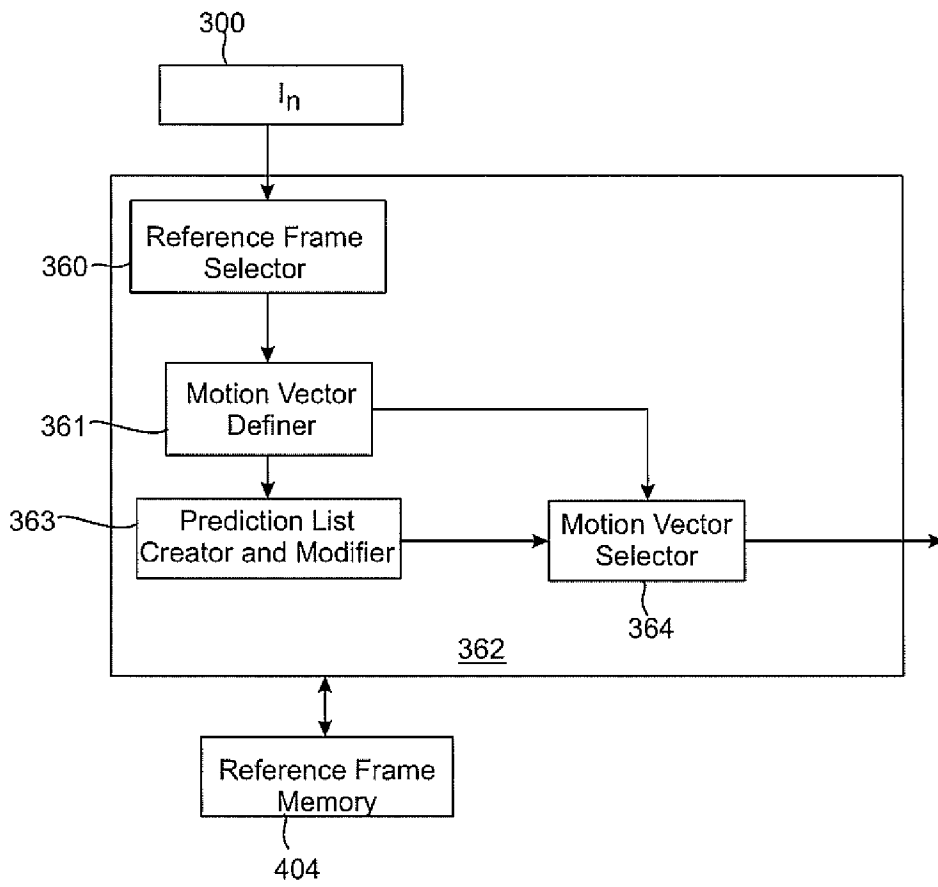 300
In
Reference Frame
Selector
360
Motion Vector
Definer
361
363
Prediction List
Creator and Modifier
Motion Vector
Selector
364
362
Reference Frame
Memory
404